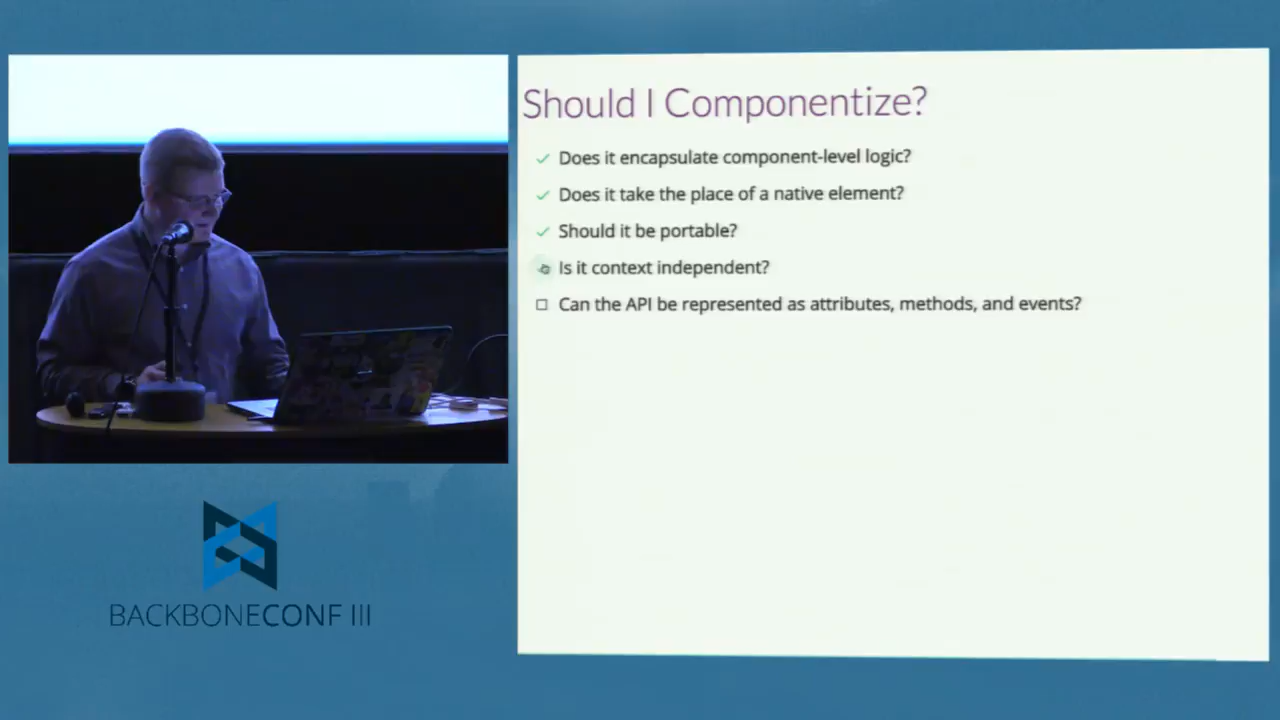 Should I Componentize?
Does it encapsulate component-level logic?
Does it take the place of a native element?
Should it be portable?
Is it context independent?
Can the API be represented as attributes, methods, and events?
BACKBONECONF III